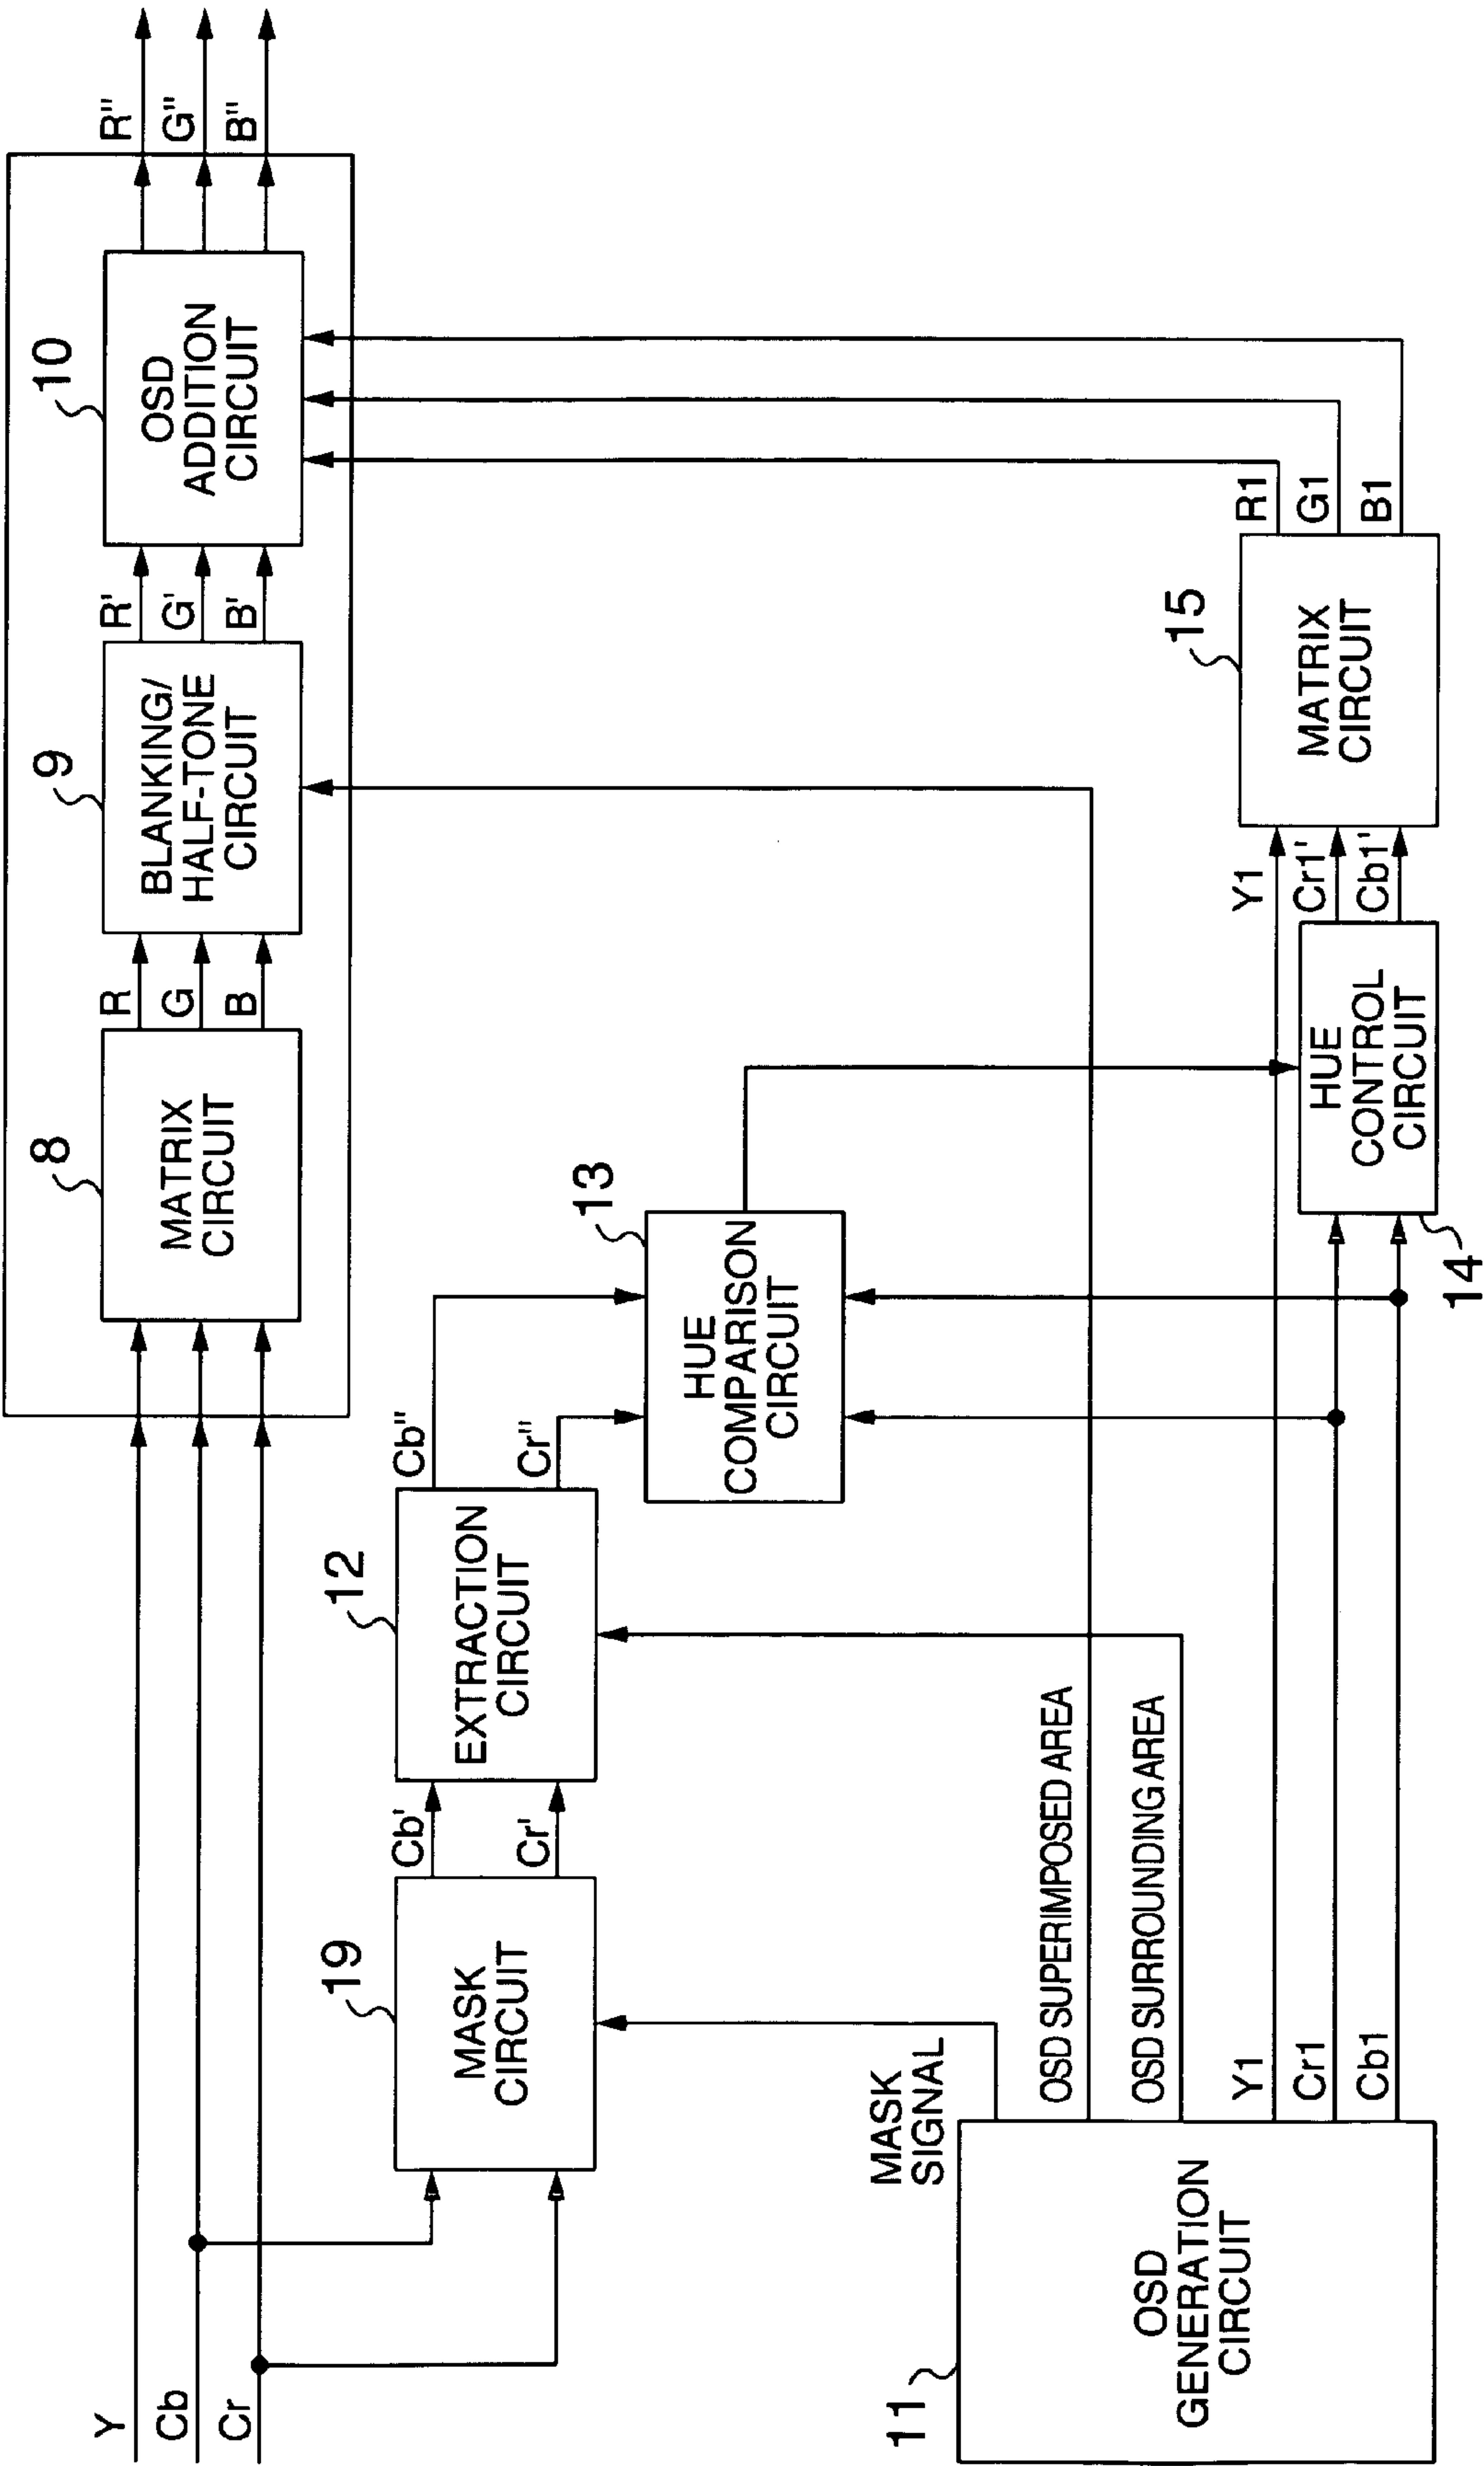 Y
Cb
Cr
8
MATRIX
CIRCUIT
R
G
B
9
BLANKING/
HALF-TONE
CIRCUIT
R'
G'
B'
10
OSD
ADDITION
CIRCUIT
R"
G"
B"
19
MASK
CIRCUIT
Cb'
Cr'
12
EXTRACTION
CIRCUIT
Cb"
Cr"
13
HUE
COMPARISON
CIRCUIT
11
OSD
GENERATION
CIRCUIT
MASK
SIGNAL
OSD SUPERIMPOSED AREA
OSD SURROUNDING AREA
Y1
Cr1
Cb1
14
HUE
CONTROL
CIRCUIT
Y1
Cr1'
Cb1'
15
MATRIX
CIRCUIT
R1
G1
B1